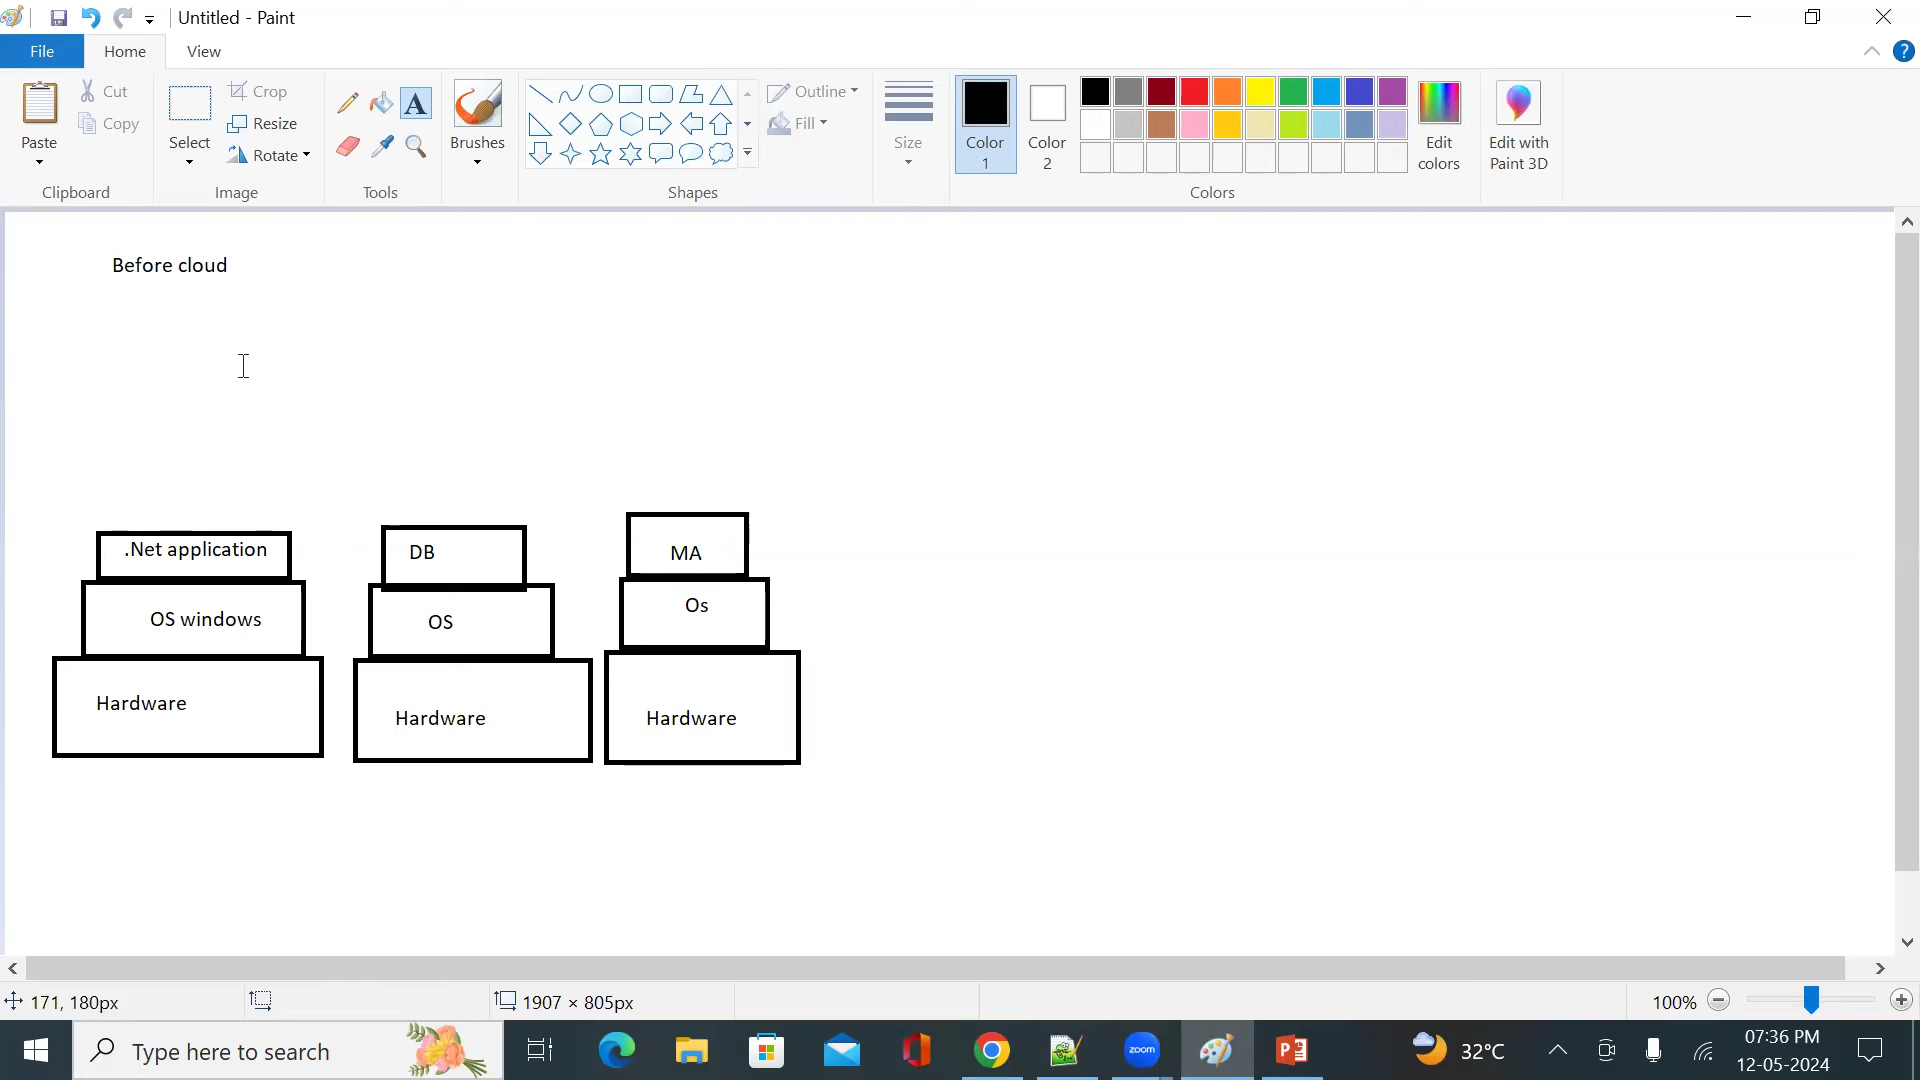 Untitled - Paint
File
Home
View
Paste
Cut
Copy
Clipboard
Select
Crop
Resize
Rotate
Image
A
Tools
Brushes
Outline
Fill
Shapes
Size
Color
1
Color
2
Edit
colors
Colors
Edit with
Paint 3D
?
Before cloud
.Net application
DB
MA
OS windows
OS
Os
Hardware
Hardware
Hardware
171, 180px
1907 × 805px
100%
Type here to search
zoom
32°C
07:36 PM
12-05-2024